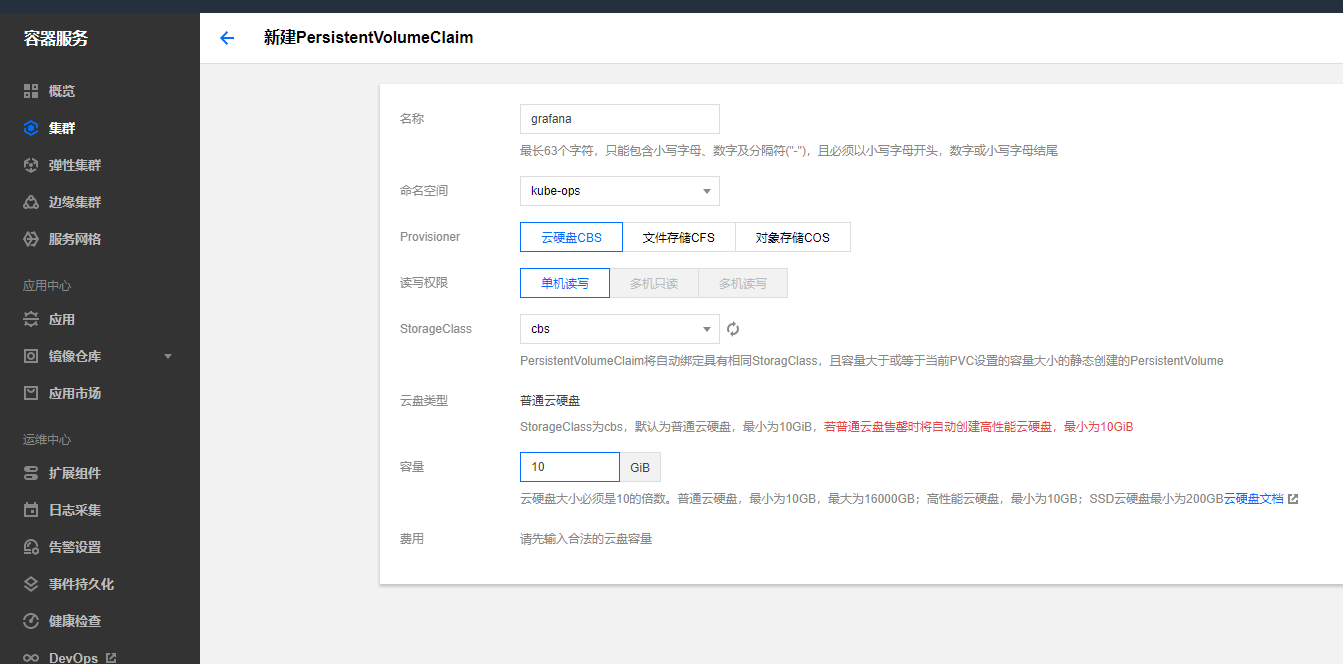 容器服务
新建PersistentVolumeClaim
概览
集群
弹性集群
边缘集群
服务网格
应用中心
应用
镜像仓库
应用市场
运维中心
扩展组件
日志采集
告警设置
事件持久化
健康检查
DevOps
名称 grafana
最长63个字符，只能包含小写字母、数字及分隔符("-")，且必须以小写字母开头，数字或小写字母结尾
命名空间 kube-ops
Provisioner 云硬盘CBS 文件存储CFS 对象存储COS
读写权限 单机读写 多机只读 多机读写
StorageClass cbs
PersistentVolumeClaim将自动绑定具有相同StoragClass，且容量大于或等于当前PVC设置的容量大小的静态创建的PersistentVolume
云盘类型 普通云硬盘
StorageClass为cbs，默认为普通云硬盘，最小为10GiB，若普通云盘售罄时将自动创建高性能云硬盘，最小为10GiB
容量 10 GiB
云硬盘大小必须是10的倍数。普通云硬盘，最小为10GB，最大为16000GB；高性能云硬盘，最小为10GB；SSD云硬盘最小为200GB云硬盘文档
费用 请先输入合法的云盘容量